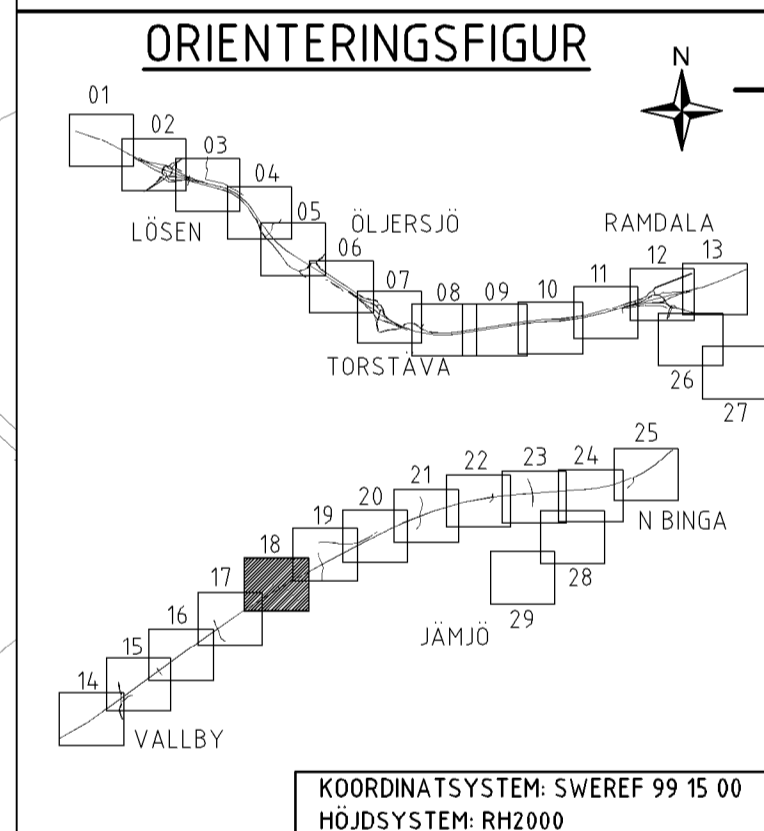 ORIENTERINGSFIGUR
N
01
02
03
04
05
06
07
08
09
10
11
12
13
LÖSEN
ÖLJERSJÖ
RAMDALA
TORSTÄVA
26
27
25
24
23
22
21
20
19
18
17
16
15
14
N BINGA
28
29
JÄMJÖ
VALLBY
KOORDINATSYSTEM: SWEREF 99 15 00
HÖJDSYSTEM: RH2000